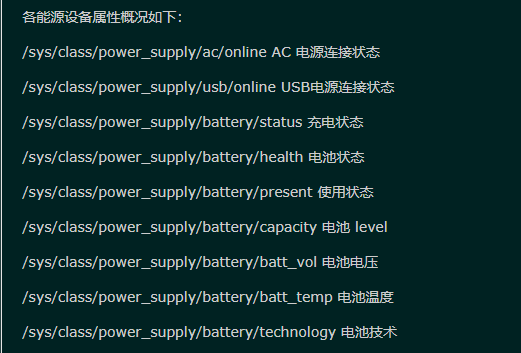 各能源设备属性概况如下：
/sys/class/power_supply/ac/online AC 电源连接状态
/sys/class/power_supply/usb/online USB电源连接状态
/sys/class/power_supply/battery/status 充电状态
/sys/class/power_supply/battery/health 电池状态
/sys/class/power_supply/battery/present 使用状态
/sys/class/power_supply/battery/capacity 电池 level
/sys/class/power_supply/battery/batt_vol 电池电压
/sys/class/power_supply/battery/batt_temp 电池温度
/sys/class/power_supply/battery/technology 电池技术